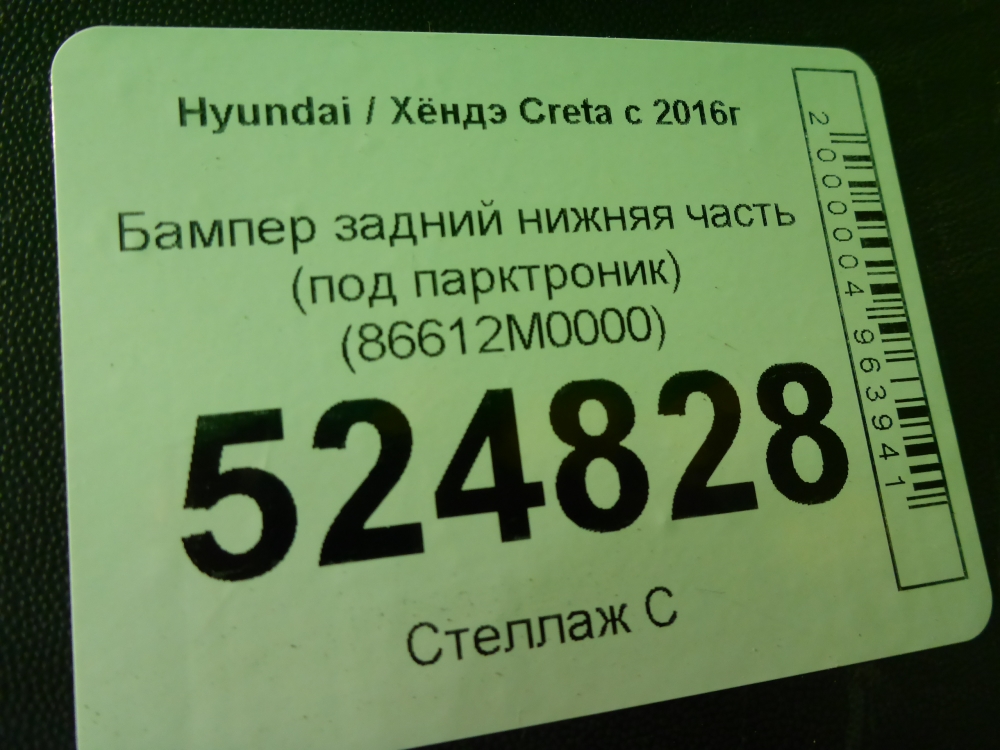 Hyundai / Хёндэ Creta с 2016г
Бампер задний нижняя часть
(под парктроник)
(86612M0000)
524828
Стеллаж С
2000004963941